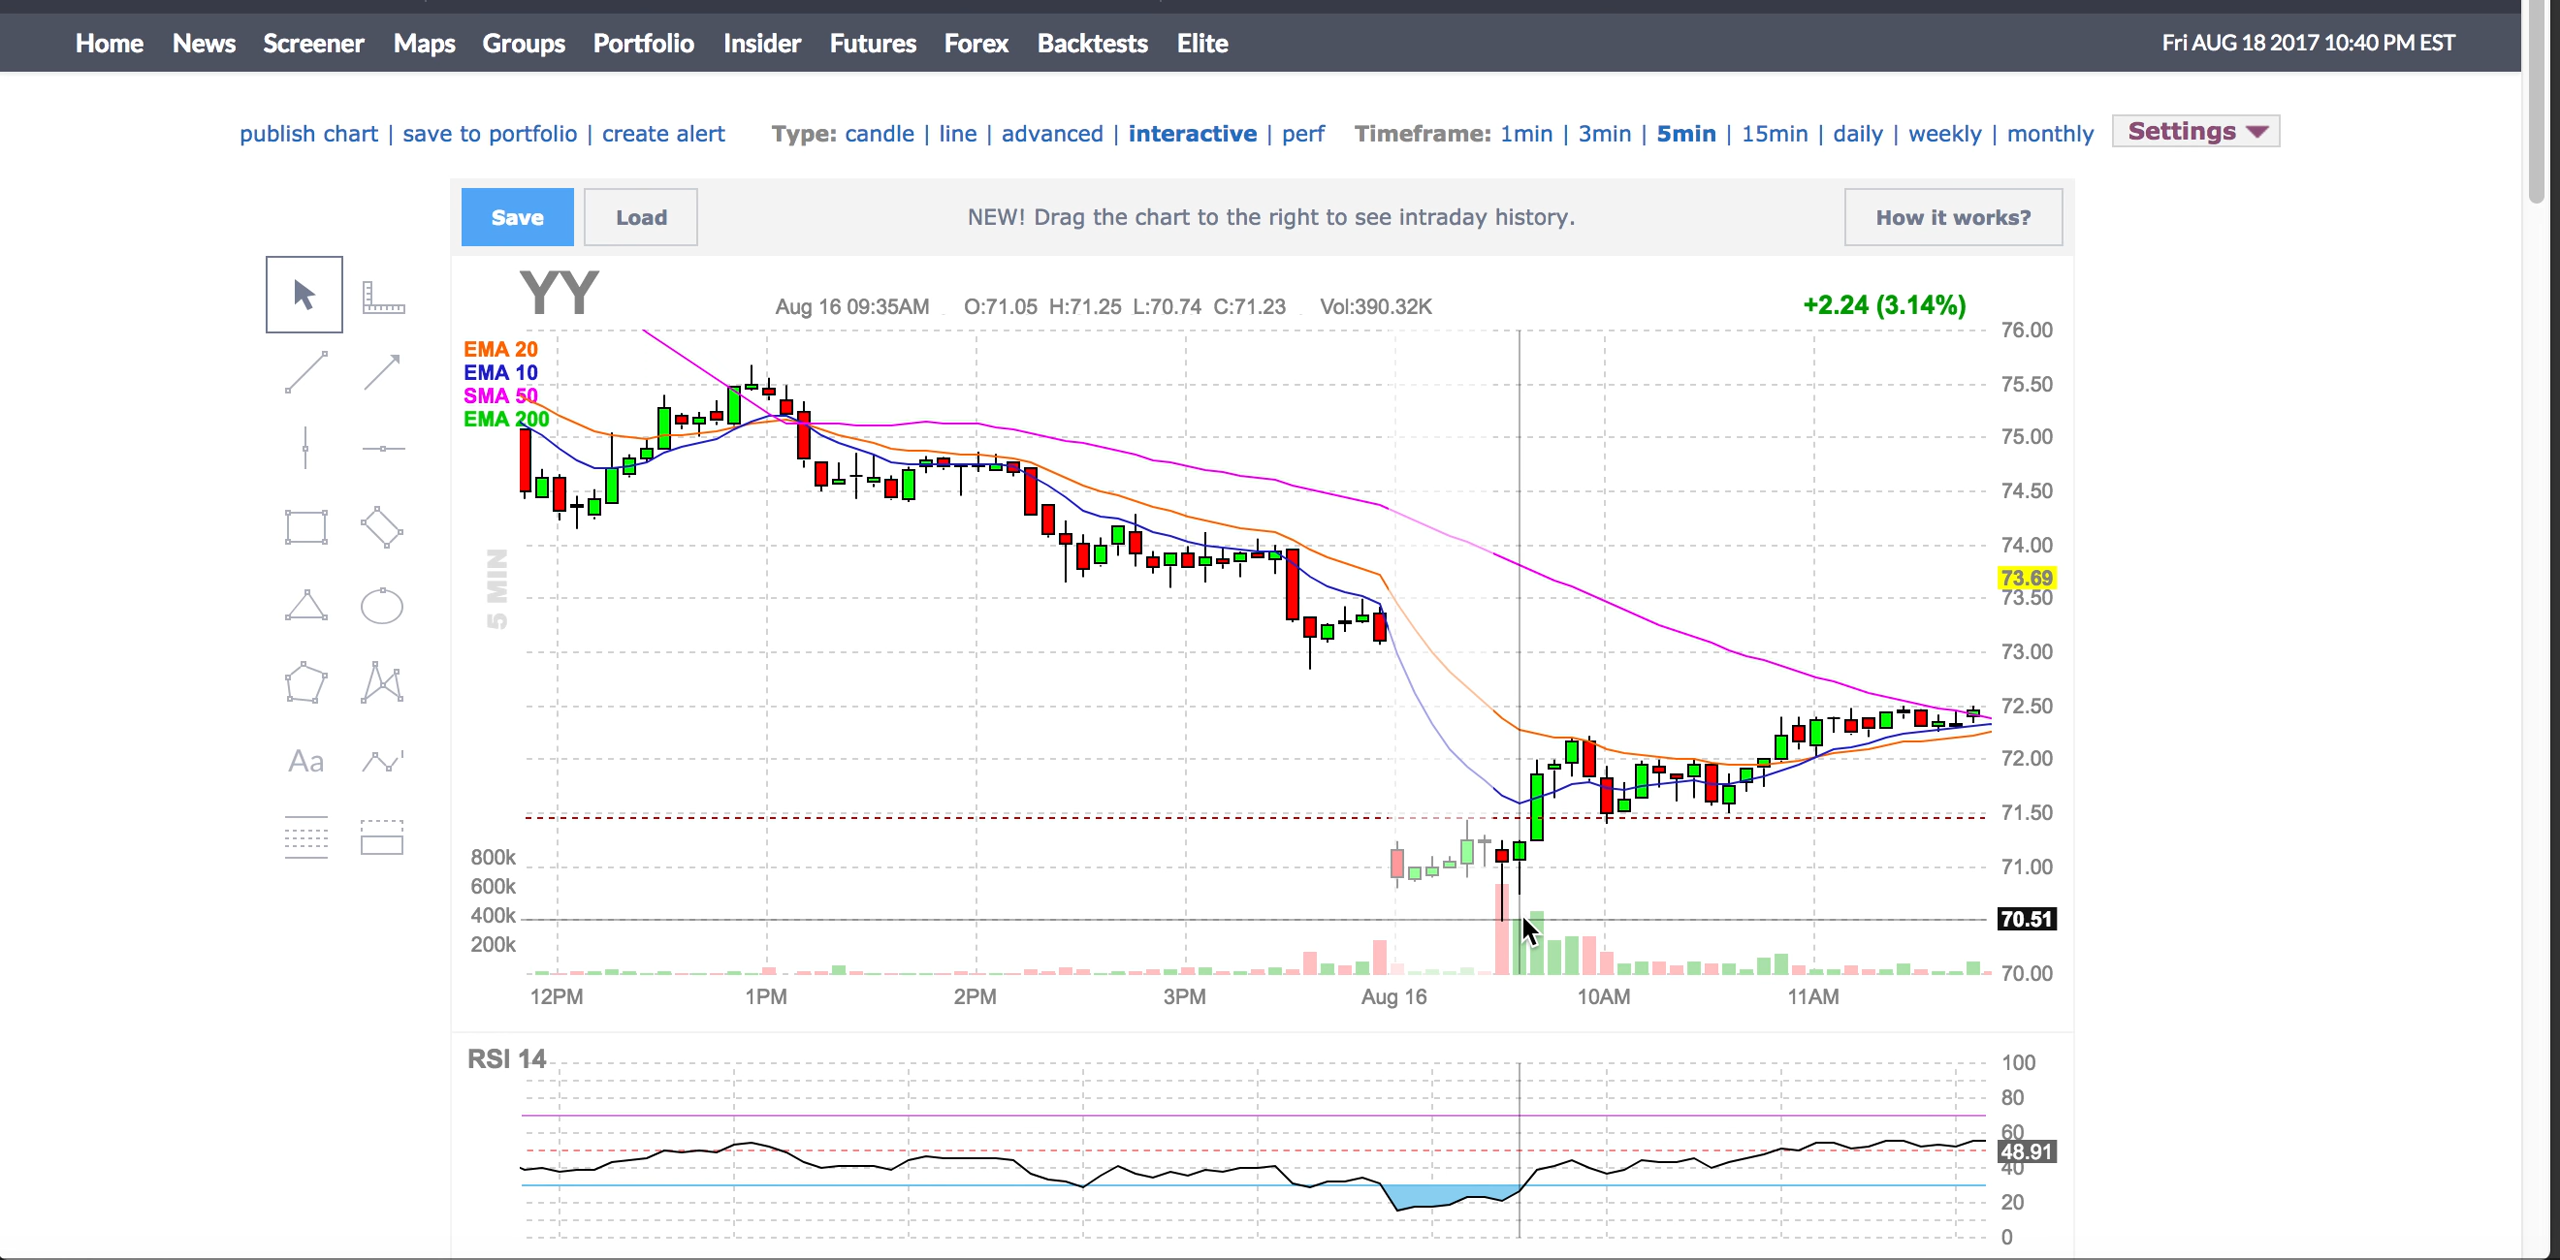 Home News Screener Maps Groups Portfolio Insider Futures Forex Backtests Elite Fri AUG 18 2017 10:40 PM EST
publish chart | save to portfolio | create alert Type: candle | line | advanced | interactive | perf Timeframe: 1min | 3min | 5min | 15min | daily | weekly | monthly Settings
Save Load NEW! Drag the chart to the right to see intraday history. How it works?
YY Aug 16 09:35AM O:71.05 H:71.25 L:70.74 C:71.23 Vol:390.32K +2.24 (3.14%)
EMA 20
EMA 10
SMA 50
EMA 200
5 MIN
76.00
75.50
75.00
74.50
74.00
73.69
73.50
73.00
72.50
72.00
71.50
71.00
70.51
70.00
800k
600k
400k
200k
12PM 1PM 2PM 3PM Aug 16 10AM 11AM
Aa
RSI 14
100
80
60
48.91
40
20
0